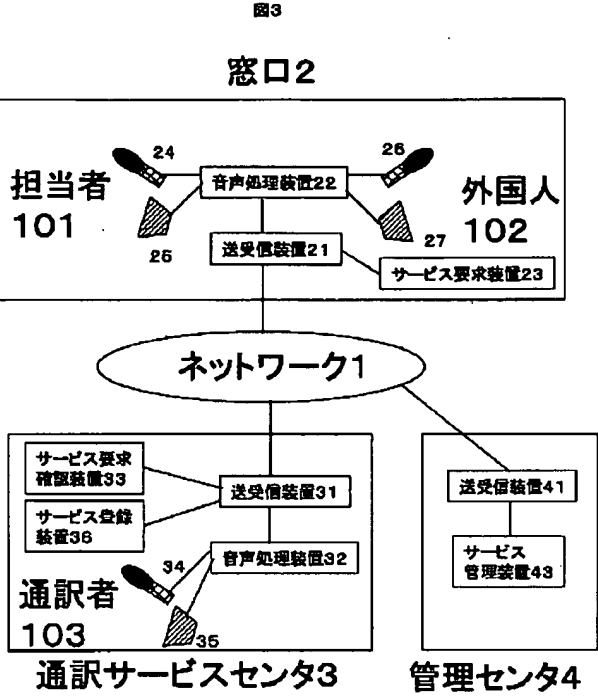 図3
窓口2
24
26
音声処理装置22
担当者
101
外国人
102
26
27
送受信装置21
サービス要求装置23
ネットワーク1
サービス要求
確認装置33
送受信装置31
送受信装置41
サービス登録
装置36
音声処理装置32
サービス
管理装置43
34
通訳者
103
35
通訳サービスセンタ3
管理センタ4